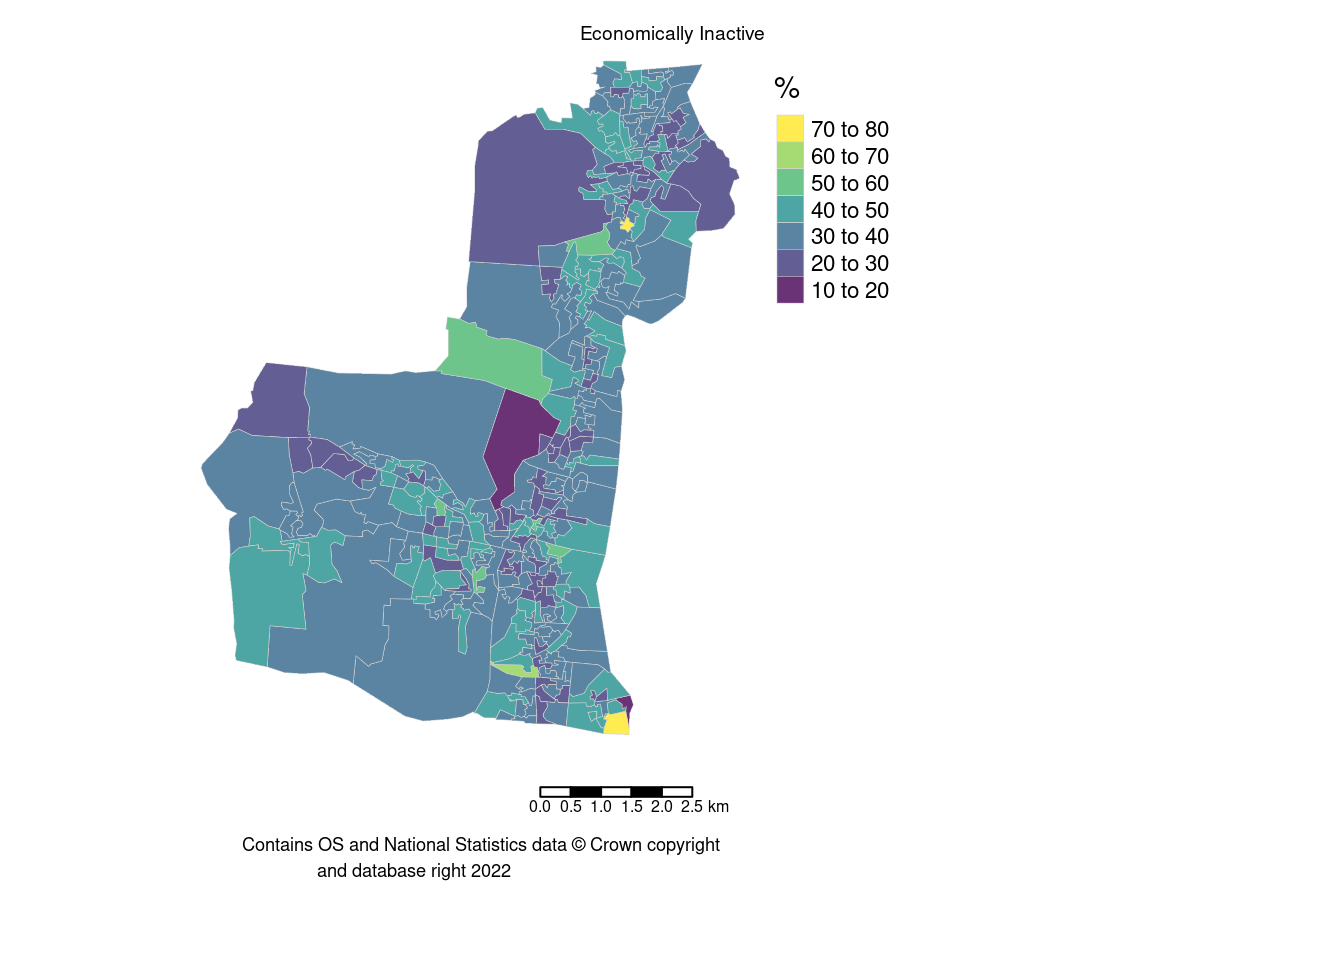 Economically Inactive
%
70 to 80
60 to 70
50 to 60
40 to 50
30 to 40
20 to 30
10 to 20
0.0 0.5 1.0 1.5 2.0 2.5 km
Contains OS and National Statistics data © Crown copyright
and database right 2022